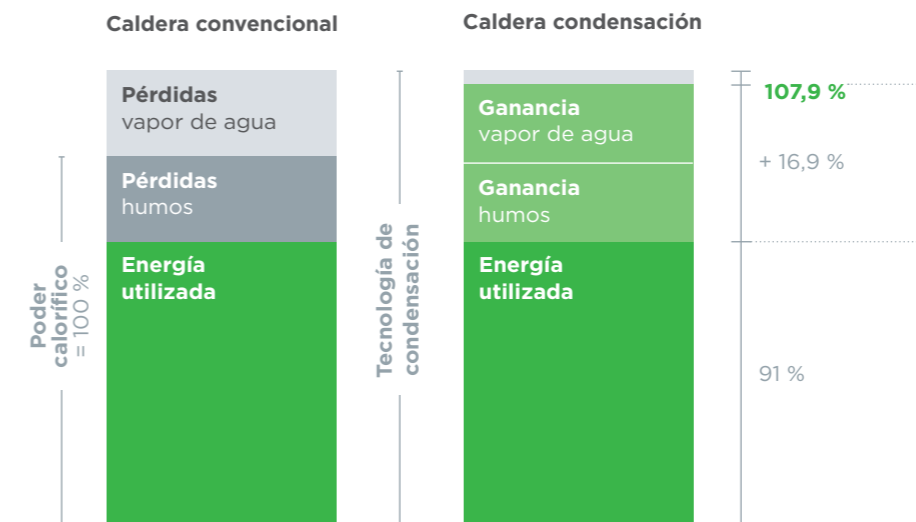 Caldera convencional
Caldera condensación
Pérdidas
vapor de agua
Pérdidas
humos
Energía
utilizada
Poder
calorífico
= 100 %
Tecnología de
condensación
Ganancia
vapor de agua
Ganancia
humos
Energía
utilizada
107,9 %
+ 16,9 %
91 %